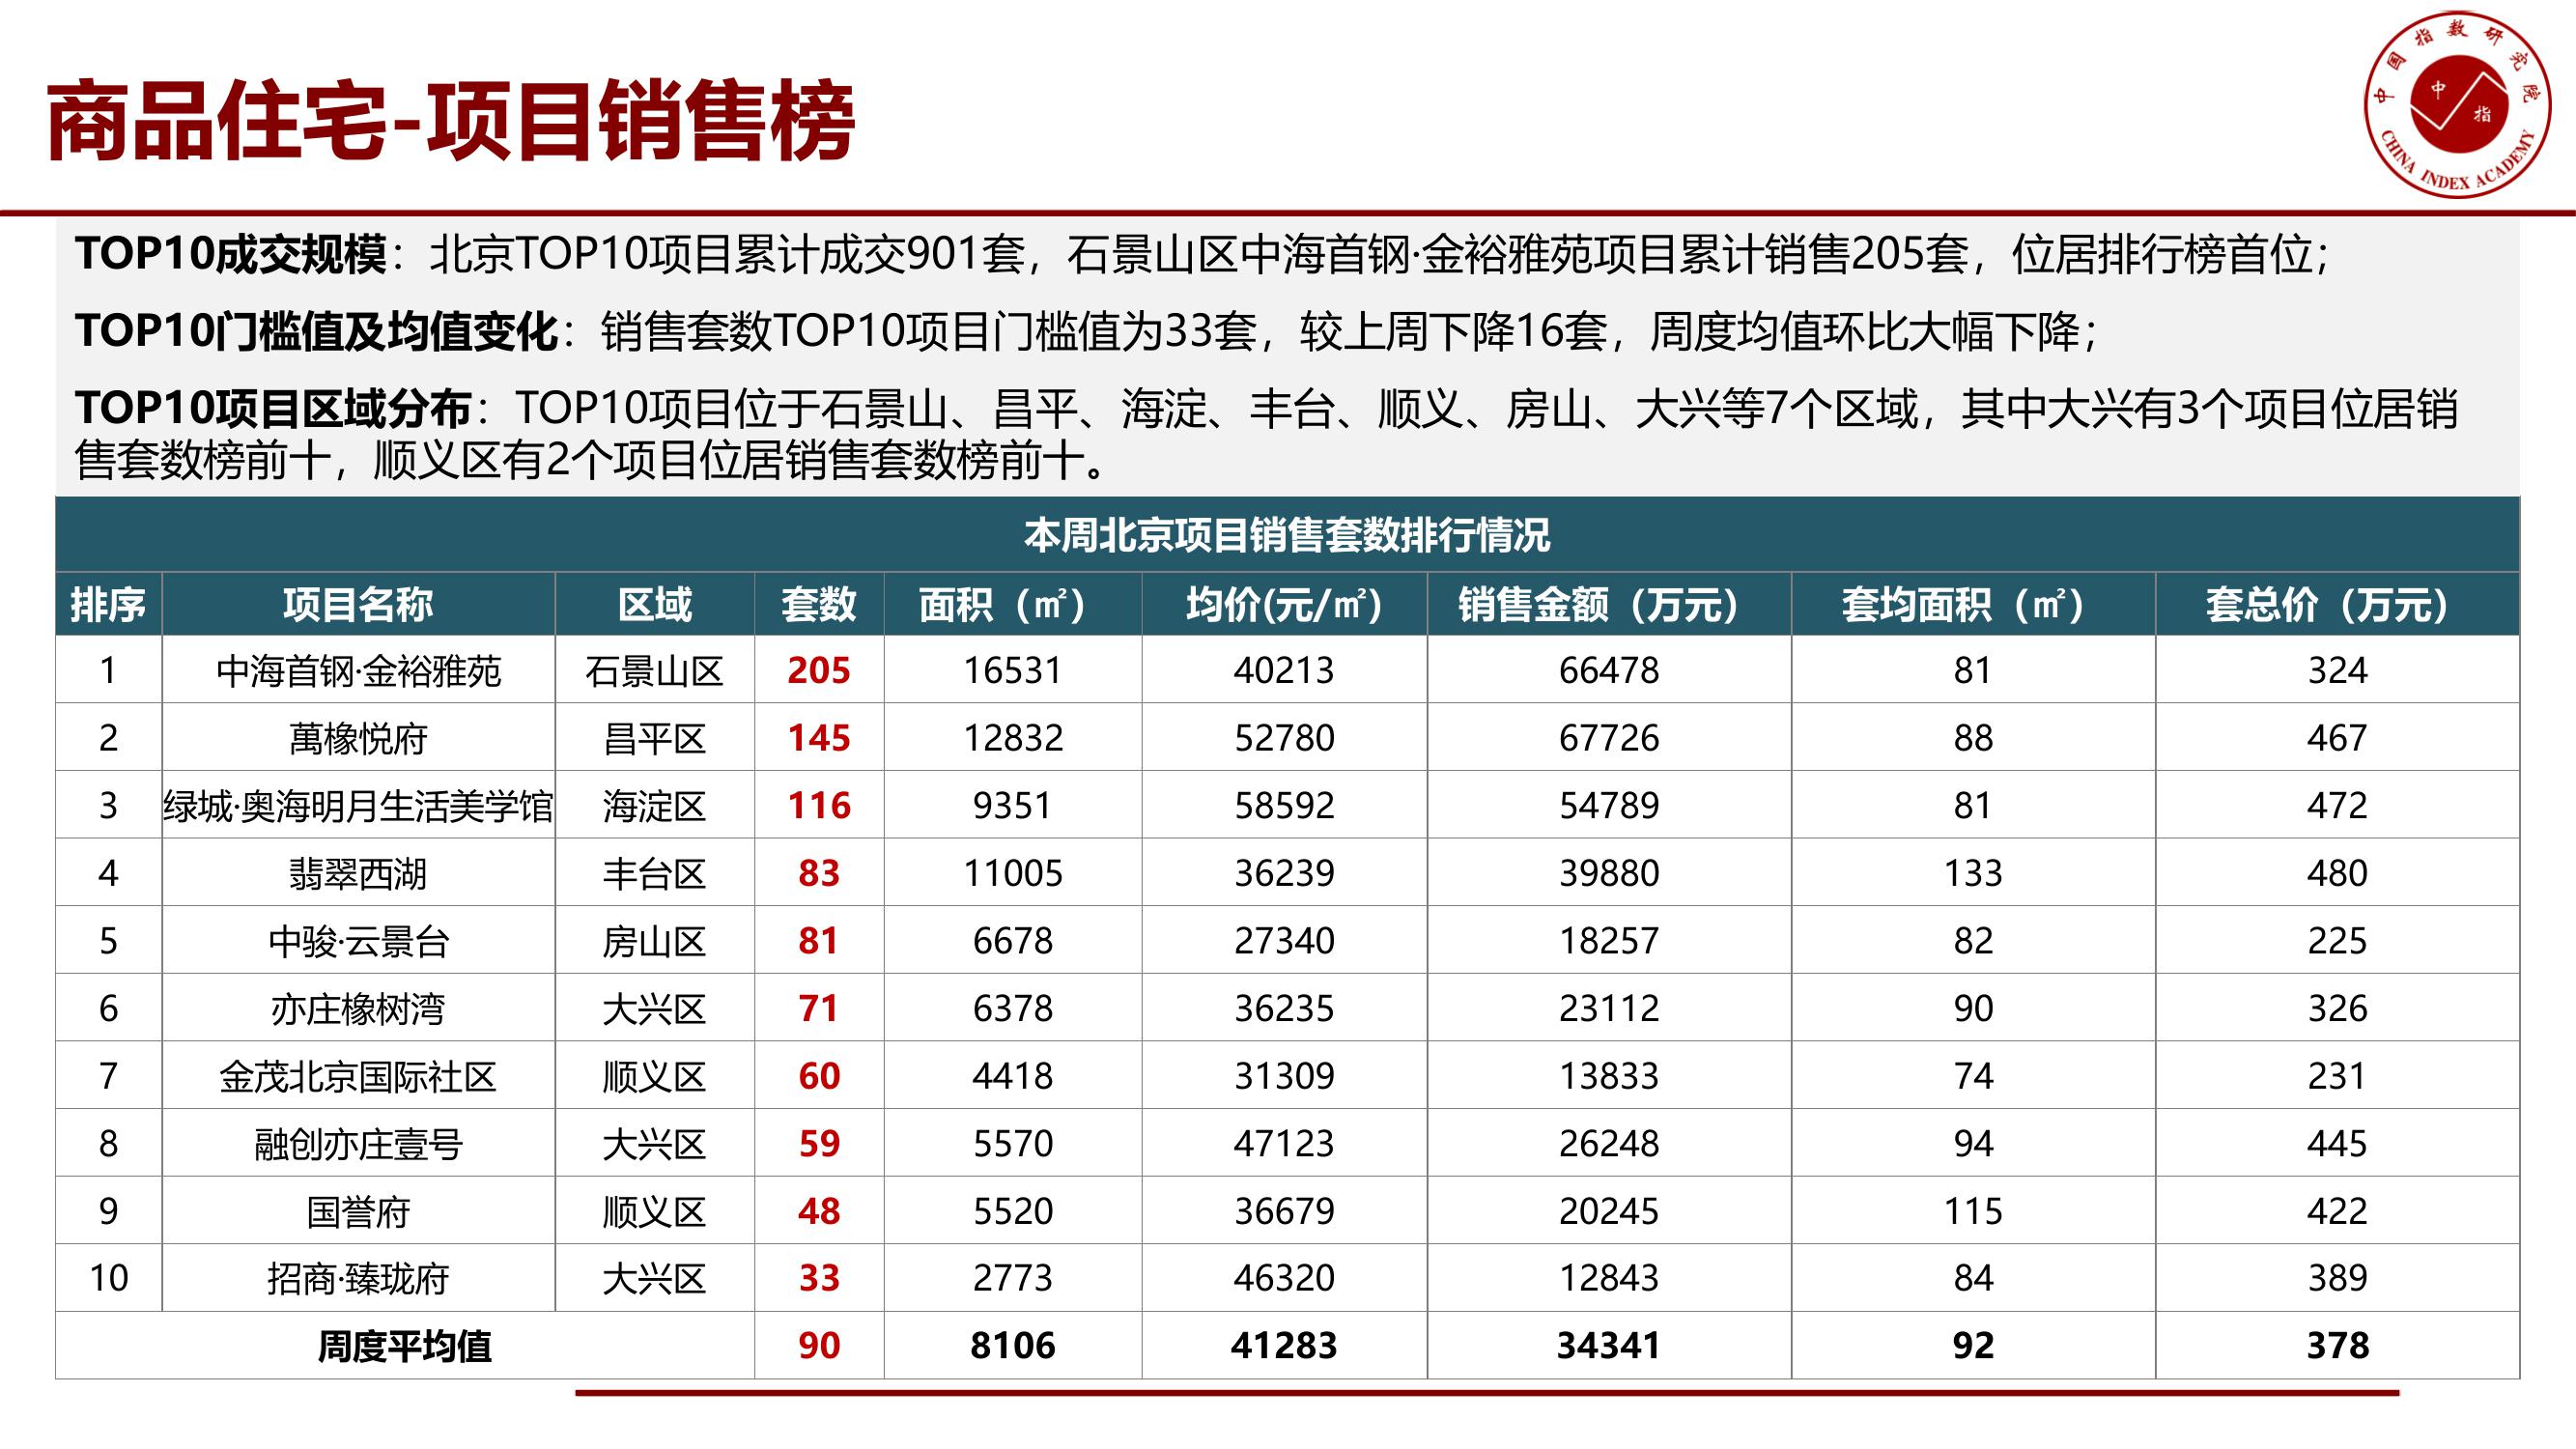 商品住宅-项目销售榜
中国指数研究院
中指
CHINA INDEX ACADEMY
TOP10成交规模：北京TOP10项目累计成交901套，石景山区中海首钢·金裕雅苑项目累计销售205套，位居排行榜首位；
TOP10门槛值及均值变化：销售套数TOP10项目门槛值为33套，较上周下降16套，周度均值环比大幅下降；
TOP10项目区域分布：TOP10项目位于石景山、昌平、海淀、丰台、顺义、房山、大兴等7个区域，其中大兴有3个项目位居销
售套数榜前十，顺义区有2个项目位居销售套数榜前十。
本周北京项目销售套数排行情况
排序 项目名称 区域 套数 面积（㎡） 均价(元/㎡) 销售金额（万元） 套均面积（㎡） 套总价（万元）
1 中海首钢·金裕雅苑 石景山区 205 16531 40213 66478 81 324
2 萬橡悦府 昌平区 145 12832 52780 67726 88 467
3 绿城·奥海明月生活美学馆 海淀区 116 9351 58592 54789 81 472
4 翡翠西湖 丰台区 83 11005 36239 39880 133 480
5 中骏·云景台 房山区 81 6678 27340 18257 82 225
6 亦庄橡树湾 大兴区 71 6378 36235 23112 90 326
7 金茂北京国际社区 顺义区 60 4418 31309 13833 74 231
8 融创亦庄壹号 大兴区 59 5570 47123 26248 94 445
9 国誉府 顺义区 48 5520 36679 20245 115 422
10 招商·臻珑府 大兴区 33 2773 46320 12843 84 389
周度平均值 90 8106 41283 34341 92 378